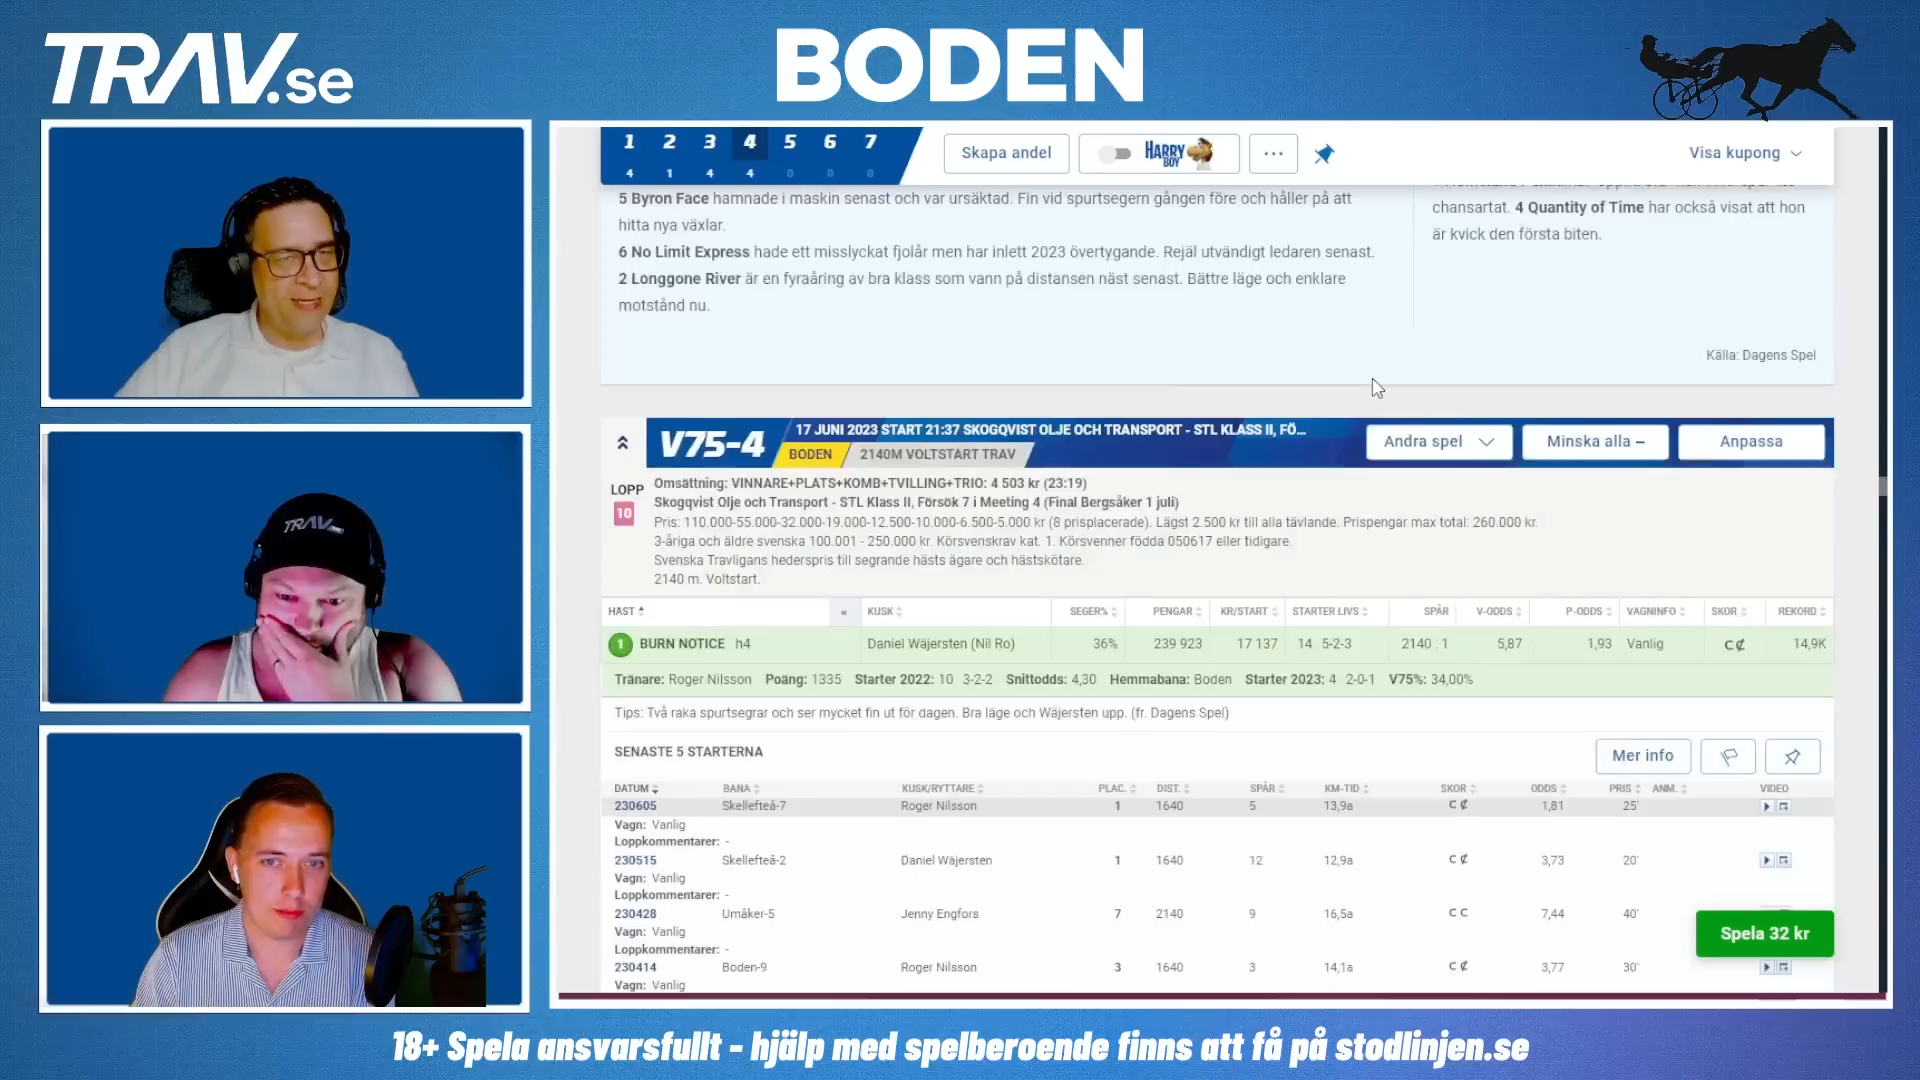 TRAV.se
BODEN
1 2 3 4 5 6 7
4 1 4 4 0 0 0
Skapa andel
HARRY BOY
...
Visa kupong
5 Byron Face hamnade i maskin senast och var ursäktad. Fin vid spurtsegern gången före och håller på att
hitta nya växlar.
6 No Limit Express hade ett misslyckat fjolår men har inlett 2023 övertygande. Rejäl utvändigt ledaren senast.
2 Longgone River är en fyraåring av bra klass som vann på distansen näst senast. Bättre läge och enklare
motstånd nu.
chansartat. 4 Quantity of Time har också visat att hon
är kvick den första biten.
Källa: Dagens Spel
V75-4
17 JUNI 2023 START 21:37 SKOGQVIST OLJE OCH TRANSPORT - STL KLASS II, FÖ...
BODEN 2140M VOLTSTART TRAV
Andra spel
Minska alla –
Anpassa
LOPP
10
Omsättning: VINNARE+PLATS+KOMB+TVILLING+TRIO: 4 503 kr (23:19)
Skogqvist Olje och Transport - STL Klass II, Försök 7 i Meeting 4 (Final Bergsåker 1 juli)
Pris: 110.000-55.000-32.000-19.000-12.500-10.000-6.500-5.000 kr (8 prisplacerade). Lägst 2.500 kr till alla tävlande. Prispengar max total: 260.000 kr.
3-åriga och äldre svenska 100.001 - 250.000 kr. Körsvenskrav kat. 1. Körsvenner födda 050617 eller tidigare.
Svenska Travligans hederspris till segrande hästs ägare och hästskötare.
2140 m. Voltstart.
HÄST « KUSK SEGER% PENGAR KR/START STARTER LIVS SPÅR V-ODDS P-ODDS VAGNINFO SKOR REKORD
1 BURN NOTICE h4 Daniel Wäjersten (Nil Ro) 36% 239 923 17 137 14 5-2-3 2140 : 1 5,87 1,93 Vanlig C₵ 14,9K
Tränare: Roger Nilsson Poäng: 1335 Starter 2022: 10 3-2-2 Snittodds: 4,30 Hemmabana: Boden Starter 2023: 4 2-0-1 V75%: 34,00%
Tips: Två raka spurtsegrar och ser mycket fin ut för dagen. Bra läge och Wäjersten upp. (fr. Dagens Spel)
SENASTE 5 STARTERNA
Mer info
DATUM BANA KUSK/RYTTARE PLAC. DIST. SPÅR KM-TID SKOR ODDS PRIS ANM. VIDEO
230605 Skellefteå-7 Roger Nilsson 1 1640 5 13,9a C ₵ 1,81 25'
Vagn: Vanlig
Loppkommentarer: -
230515 Skellefteå-2 Daniel Wäjersten 1 1640 12 12,9a C ₵ 3,73 20'
Vagn: Vanlig
Loppkommentarer: -
230428 Umåker-5 Jenny Engfors 7 2140 9 16,5a C C 7,44 40'
Vagn: Vanlig
Loppkommentarer: -
230414 Boden-9 Roger Nilsson 3 1640 3 14,1a C ₵ 3,77 30'
Vagn: Vanlig
Spela 32 kr
TRAV.se
18+ Spela ansvarsfullt - hjälp med spelberoende finns att få på stodlinjen.se